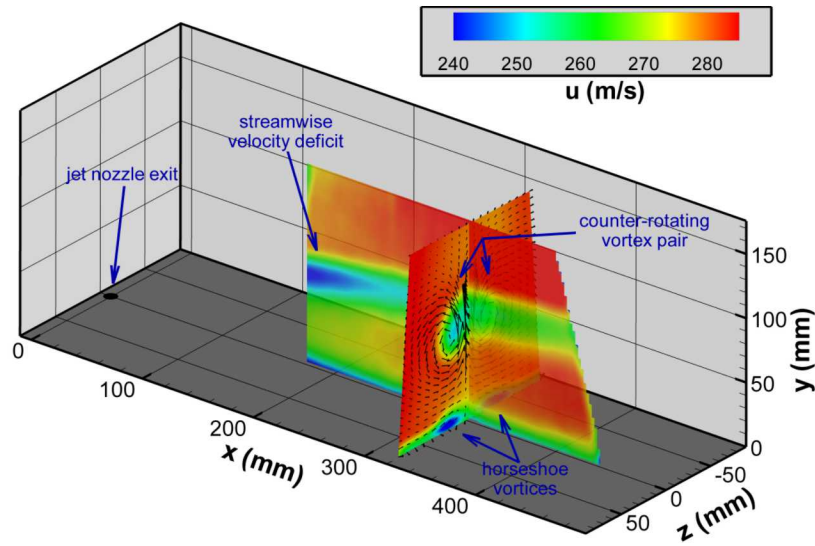 240 250 260 270 280
u (m/s)
streamwise
velocity deficit
jet nozzle exit
counter-rotating
vortex pair
150
100
50
0
y (mm)
0
100
200
300
400
x (mm)
horseshoe
vortices
-50
0
50
z (mm)